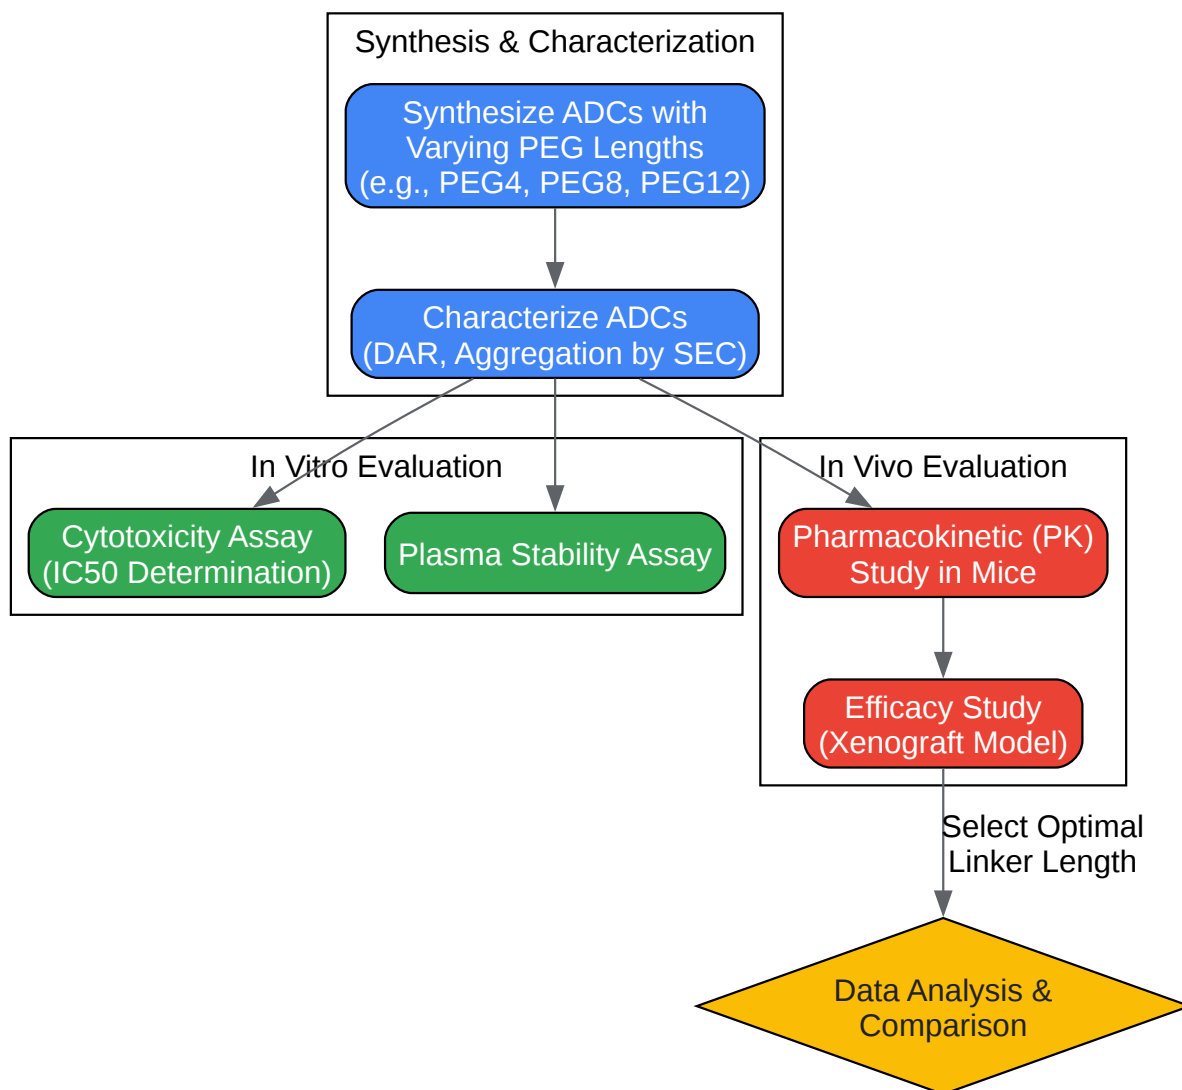 Synthesis & Characterization
Synthesize ADCs with
Varying PEG Lengths
(e.g., PEG4, PEG8, PEG12)
Characterize ADCs
(DAR, Aggregation by SEC)
In Vitro Evaluation
Cytotoxicity Assay
(IC50 Determination)
Plasma Stability Assay
In Vivo Evaluation
Pharmacokinetic (PK)
Study in Mice
Efficacy Study
(Xenograft Model)
Select Optimal
Linker Length
Data Analysis &
Comparison